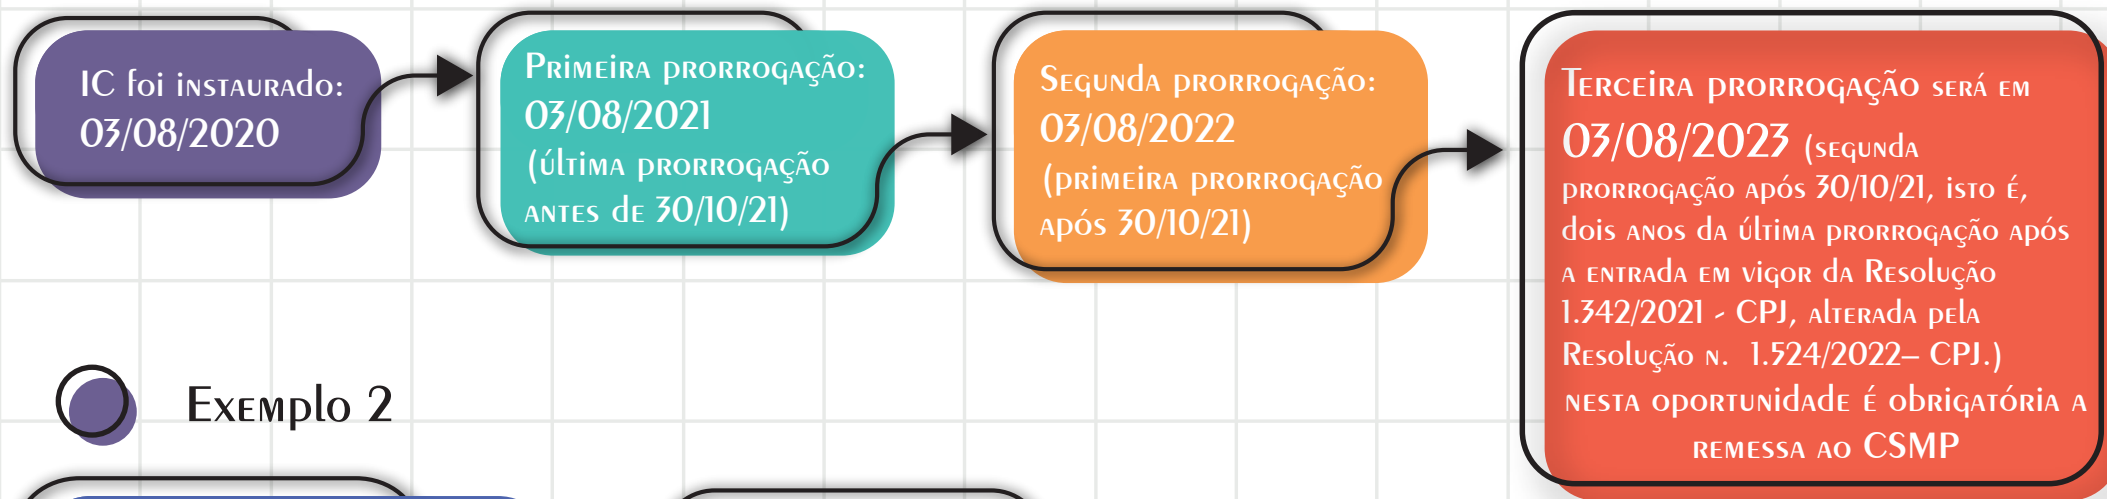 IC foi instaurado:
03/08/2020
Primeira prorrogação:
03/08/2021
(última prorrogação
antes de 30/10/21)
Segunda prorrogação:
03/08/2022
(primeira prorrogação
após 30/10/21)
Terceira prorrogação será em
03/08/2023 (segunda
prorrogação após 30/10/21, isto é,
dois anos da última prorrogação após
a entrada em vigor da Resolução
1.342/2021 - CPJ, alterada pela
Resolução n. 1.524/2022– CPJ.)
nesta oportunidade é obrigatória a
remessa ao CSMP
Exemplo 2